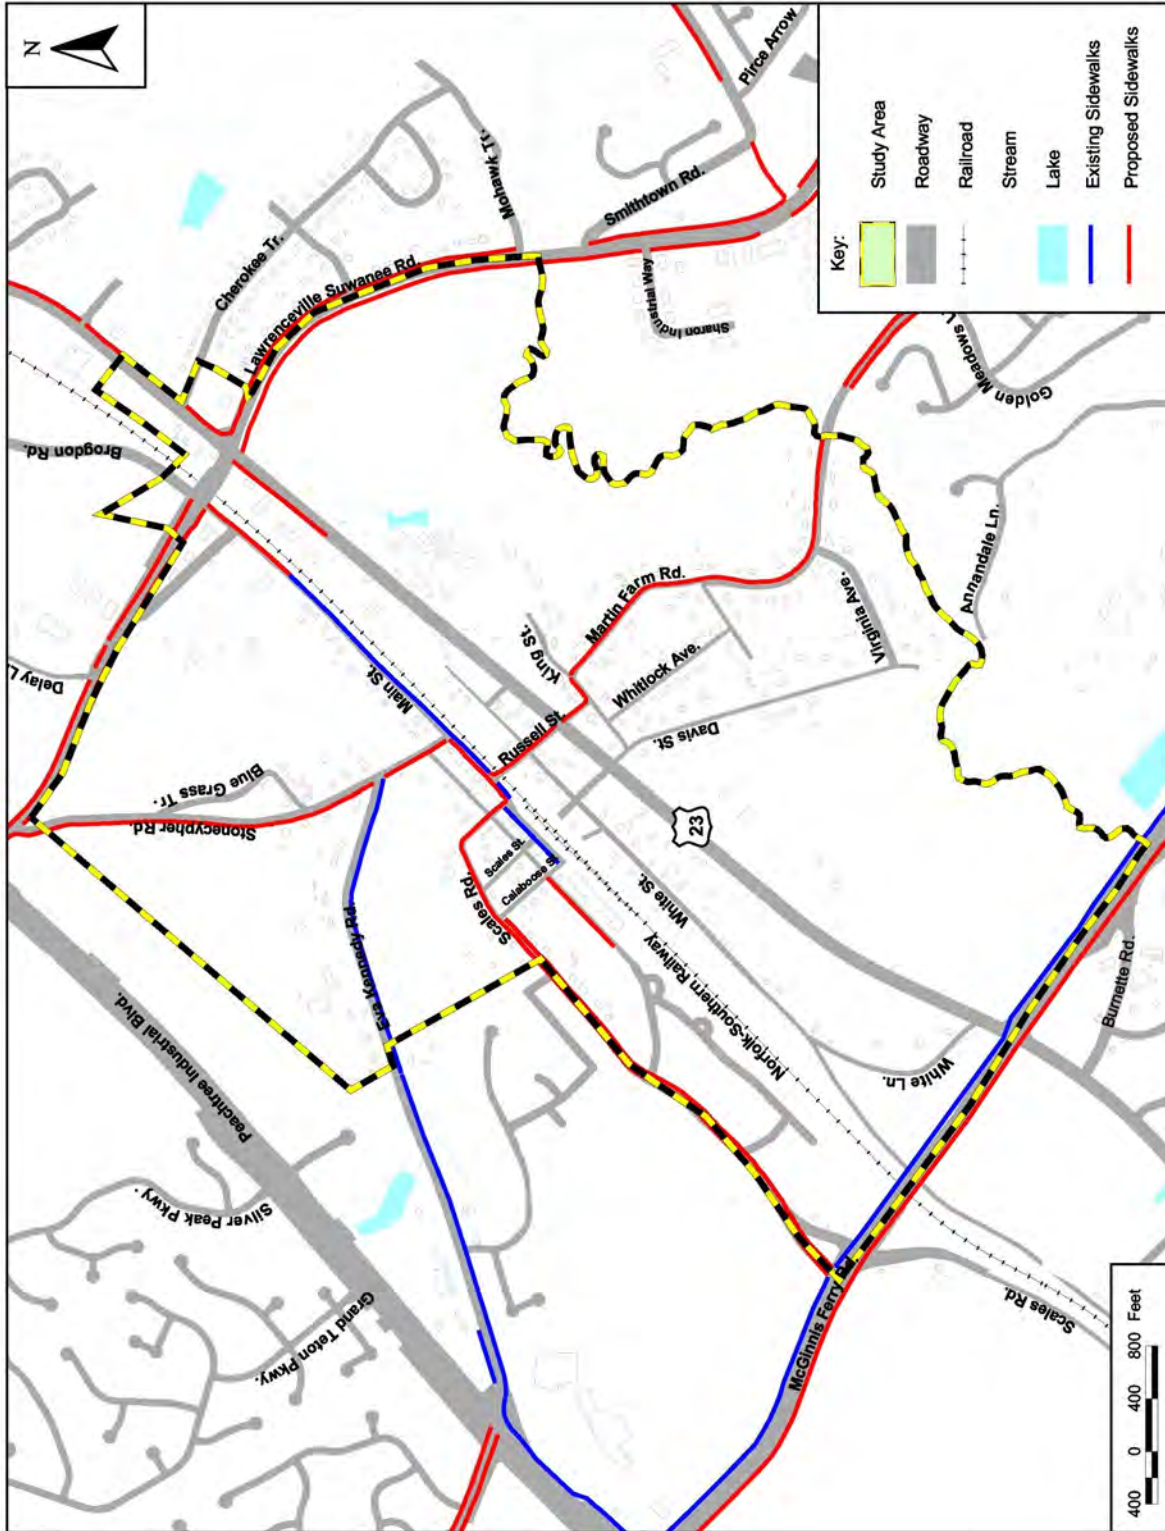 N
Pirce Arrow
Mohawk Tr.
Smithtown Rd.
Cherokee Tr.
Lawrenceville Suwanee Rd.
Sharon Industrial Way
Brogdon Rd.
Golden Meadows L
Annandale Ln.
Virginia Ave.
Martin Farm Rd.
King St.
Whitlock Ave.
Davis St.
Russell St.
Main St.
Delay L
Blue Grass Tr.
Stonecypher Rd.
Scales St.
Calaboose St.
Scales Rd.
White St.
23
Eva Kennedy Rd.
Norfolk-Southern Railway
Peachtree Industrial Blvd.
White Ln.
Burnette Rd.
Silver Peak Pkwy.
Grand Teton Pkwy.
McGinnis Ferry Rd.
Scales Rd.
Key:
Study Area
Roadway
Railroad
Stream
Lake
Existing Sidewalks
Proposed Sidewalks
400 0 400 800 Feet